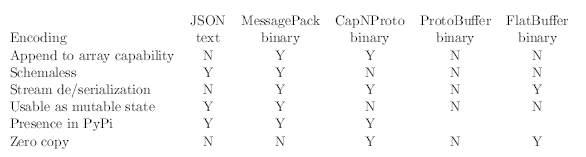 JSON MessagePack CapNProto ProtoBuffer FlatBuffer
Encoding text binary binary binary binary
Append to array capability N Y Y N N
Schemaless Y Y N N N
Stream de/serialization N Y Y N Y
Usable as mutable state Y Y N N N
Presence in PyPi Y Y Y
Zero copy N N Y N Y